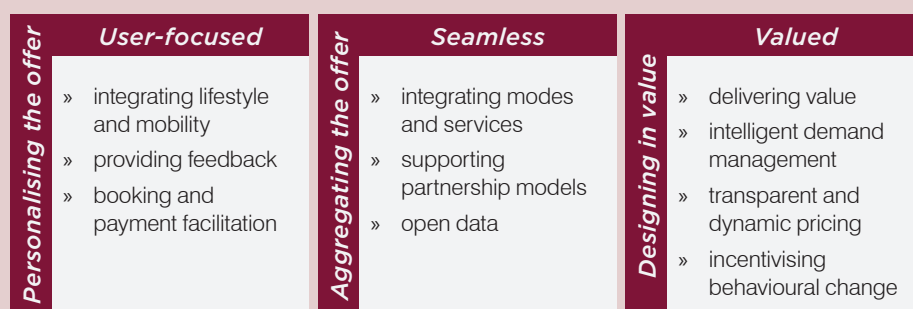 Personalising the offer
User-focused
» integrating lifestyle
and mobility
» providing feedback
» booking and
payment facilitation
Aggregating the offer
Seamless
» integrating modes
and services
» supporting
partnership models
» open data
Designing in value
Valued
» delivering value
» intelligent demand
management
» transparent and
dynamic pricing
» incentivising
behavioural change